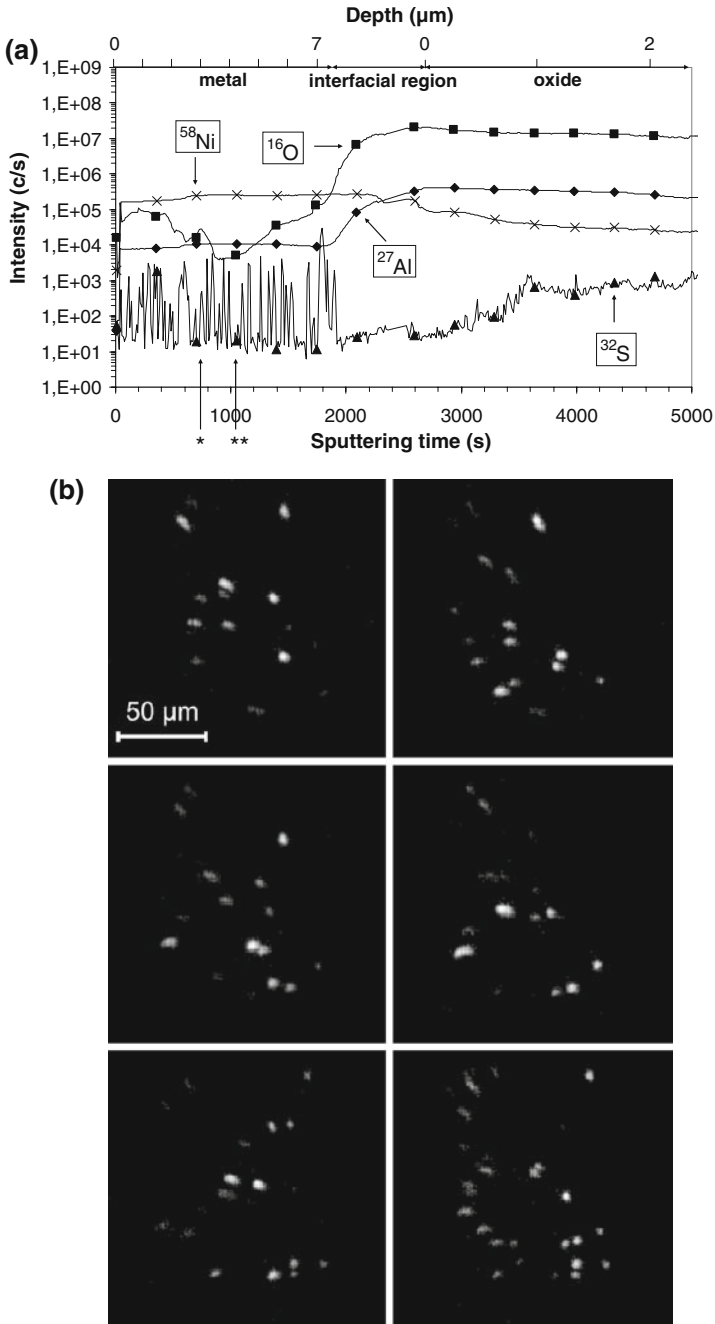 Depth (µm)
0 7 0 2
(a)
1,E+09
metal interfacial region oxide
1,E+08
58Ni
16O
1,E+07
1,E+06
1,E+05
1,E+04
27Al
1,E+03
1,E+02
32S
1,E+01
1,E+00
Intensity (c/s)
0 1000 2000 3000 4000 5000
* **
Sputtering time (s)
(b)
50 µm